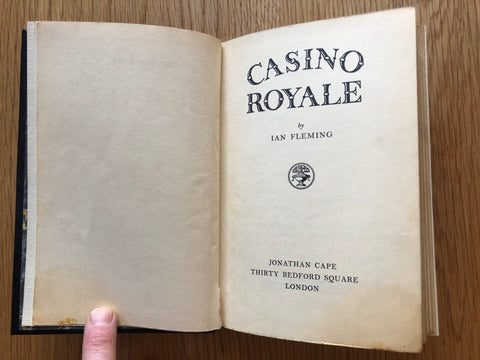 CASINO
ROYALE
by
IAN FLEMING
JONATHAN CAPE
THIRTY BEDFORD SQUARE
LONDON